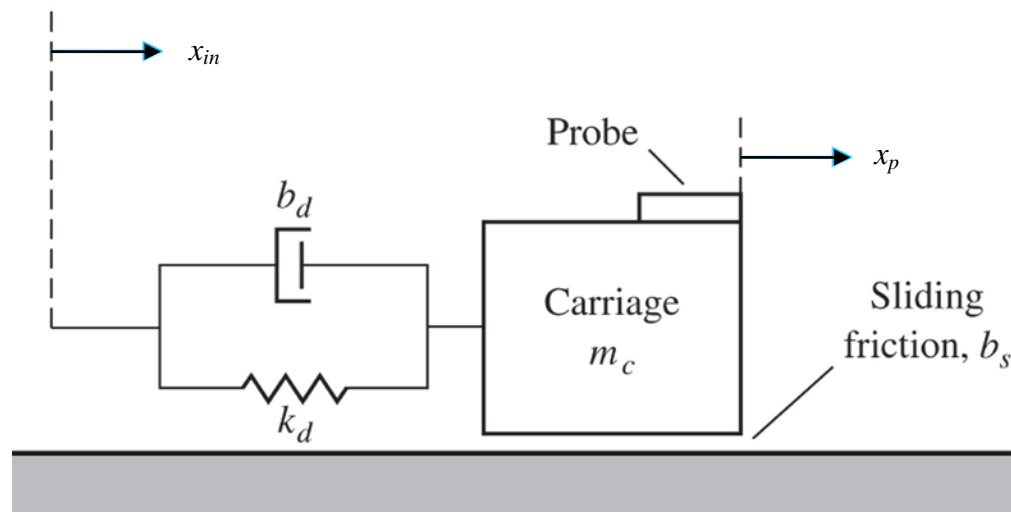 x_in
Probe
x_p
b_d
Carriage
m_c
Sliding
friction, b_s
k_d